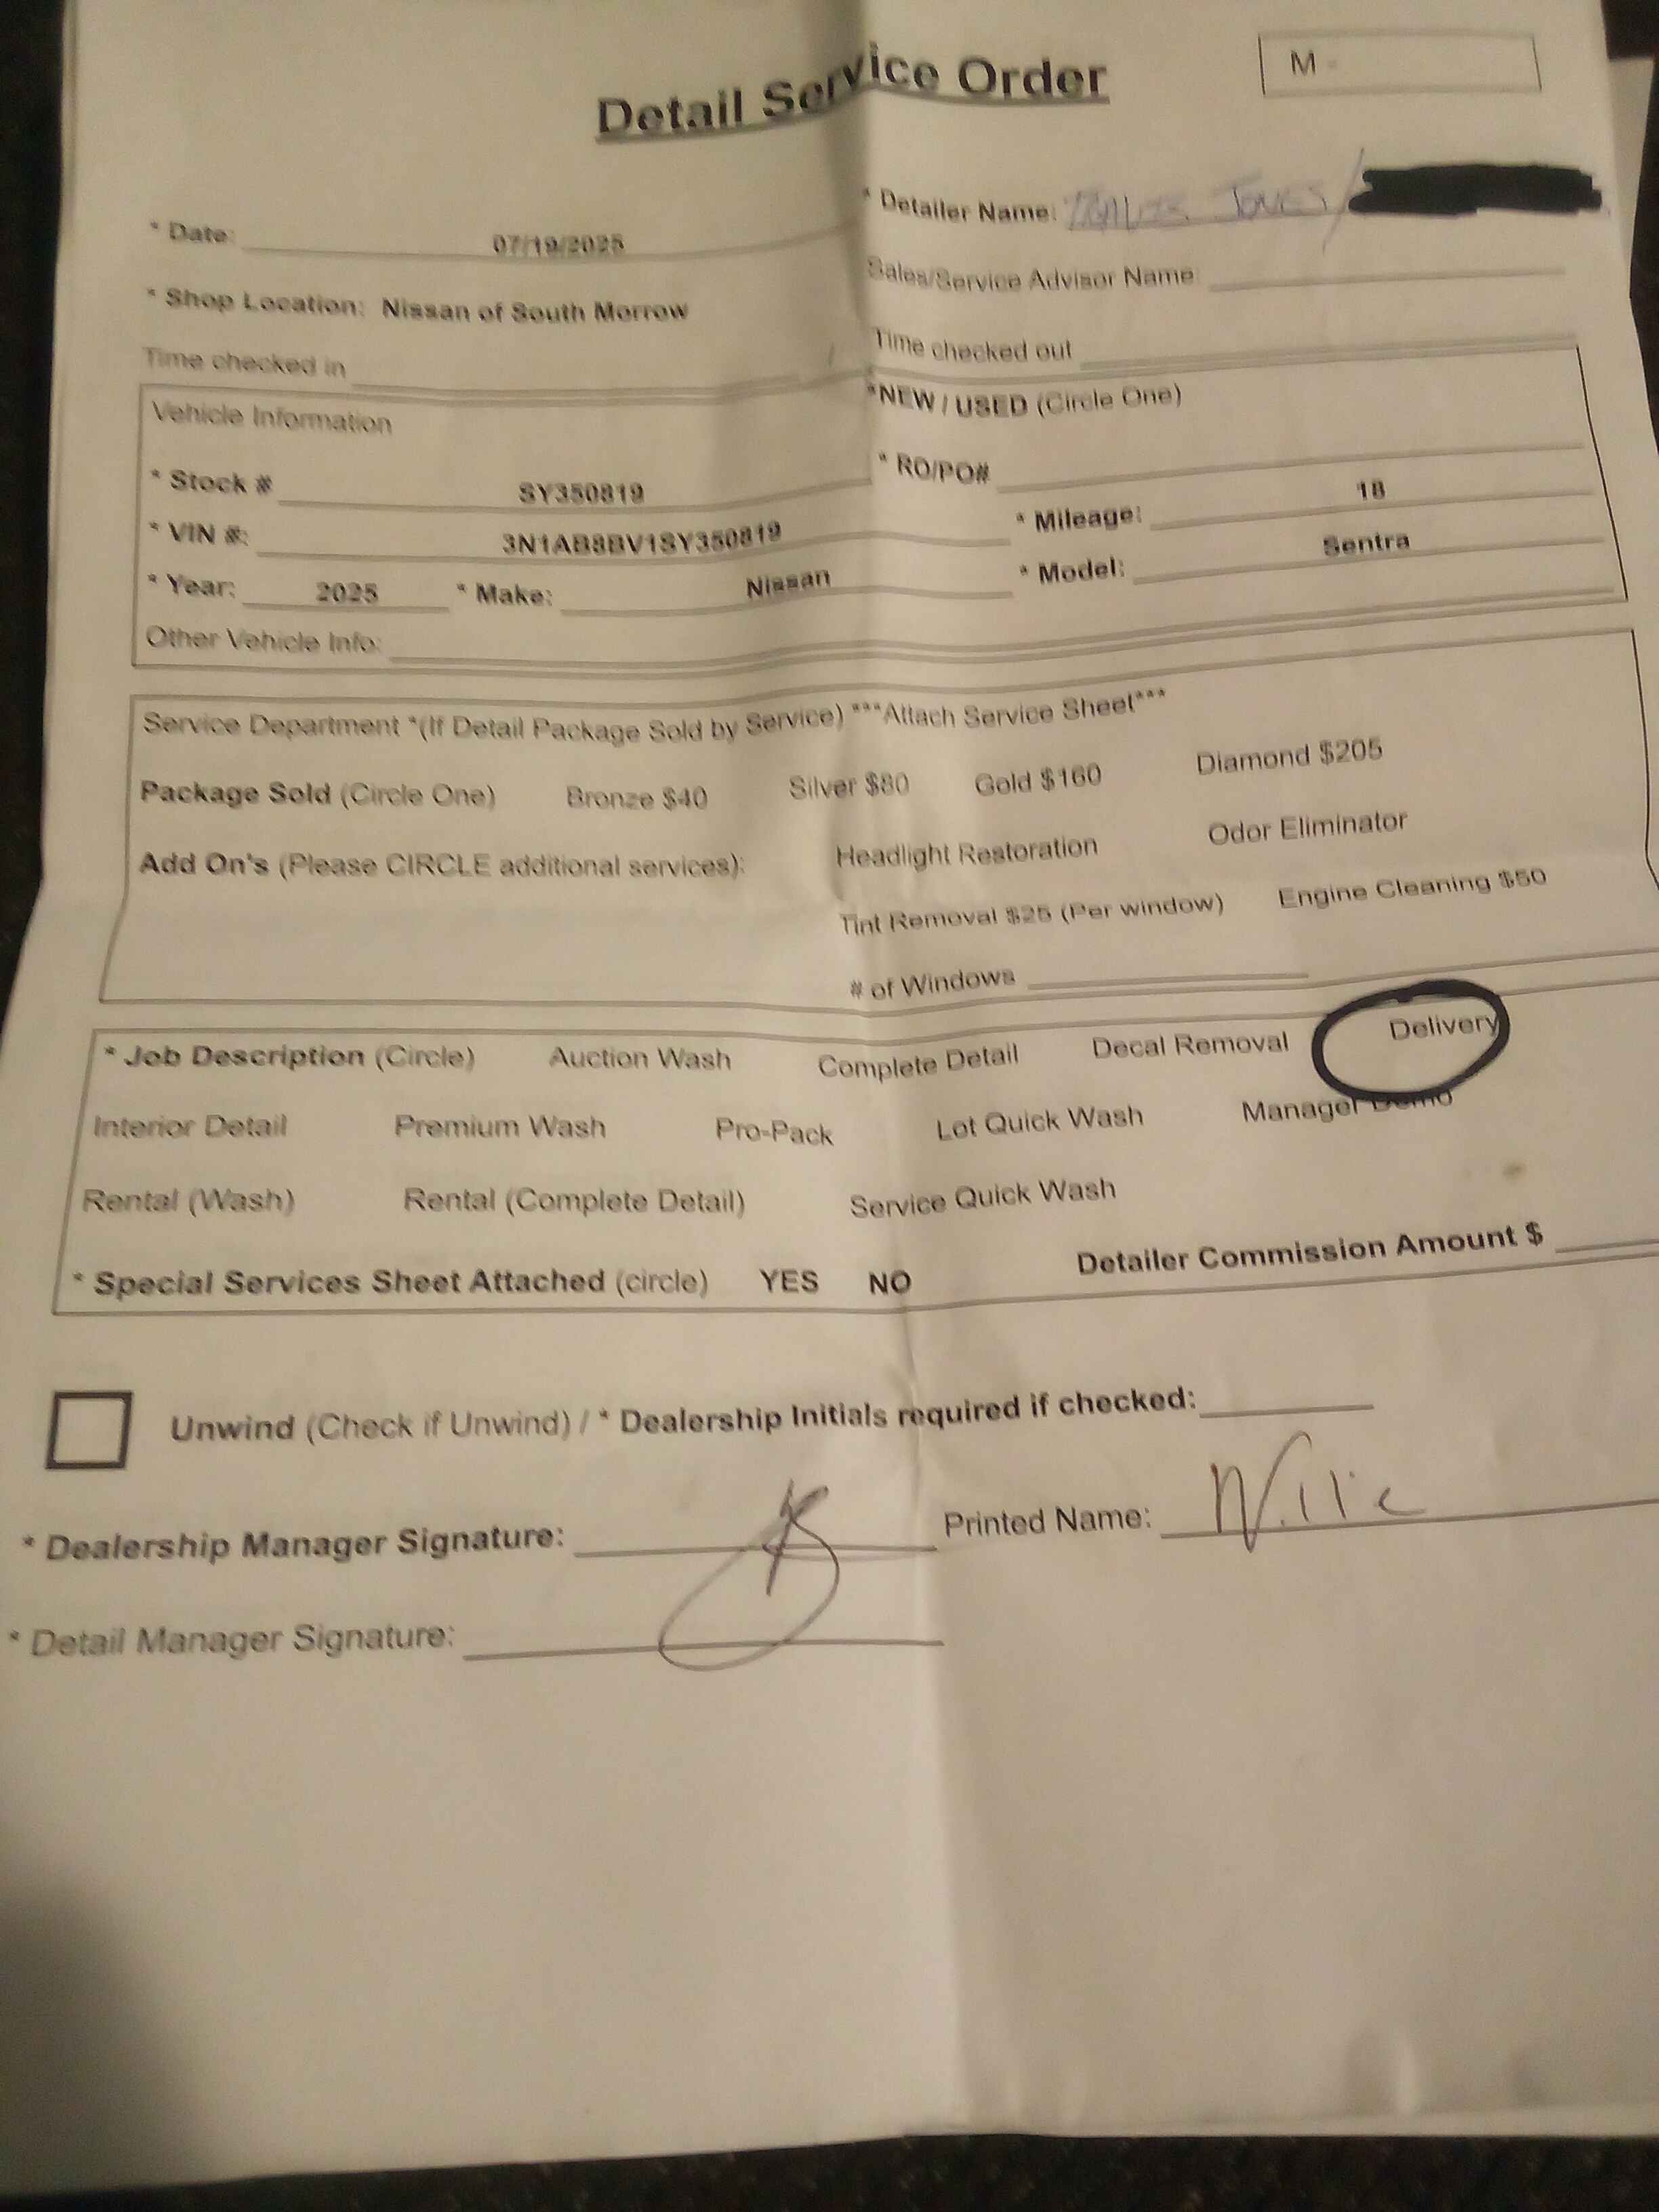 Detail Service Order
M -
* Date: 07/19/2025
* Detailer Name: Jones /
Sales/Service Advisor Name:
* Shop Location: Nissan of South Morrow
Time checked in
Time checked out
Vehicle Information
*NEW / USED (Circle One)
* Stock # SY350819
* RO/PO#
* VIN #: 3N1AB8BV1SY350819
* Mileage: 18
* Year: 2025 * Make: Nissan
* Model: Sentra
Other Vehicle Info:
Service Department *(If Detail Package Sold by Service) ***Attach Service Sheet***
Package Sold (Circle One) Bronze $40 Silver $80 Gold $160 Diamond $205
Add On's (Please CIRCLE additional services): Headlight Restoration Odor Eliminator
Tint Removal $25 (Per window) Engine Cleaning $50
# of Windows
* Job Description (Circle) Auction Wash Complete Detail Decal Removal Delivery
Interior Detail Premium Wash Pro-Pack Lot Quick Wash Manager Demo
Rental (Wash) Rental (Complete Detail) Service Quick Wash
* Special Services Sheet Attached (circle) YES NO Detailer Commission Amount $
Unwind (Check if Unwind) / * Dealership Initials required if checked:
* Dealership Manager Signature: Printed Name: Willie
* Detail Manager Signature: